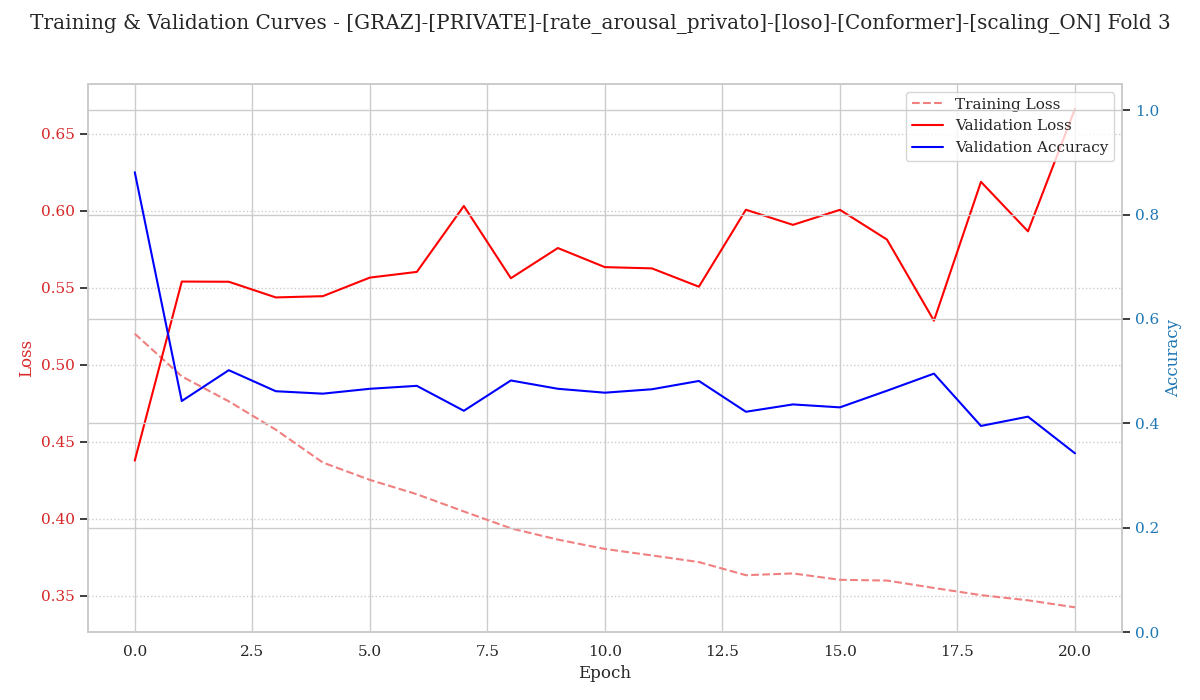 Training & Validation Curves - [GRAZ]-[PRIVATE]-[rate_arousal_privato]-[loso]-[Conformer]-[scaling_ON] Fold 3
Training Loss
Validation Loss
Validation Accuracy
0.65
0.60
0.55
0.50
0.45
0.40
0.35
Loss
1.0
0.8
0.6
0.4
0.2
0.0
Accuracy
0.0 2.5 5.0 7.5 10.0 12.5 15.0 17.5 20.0
Epoch